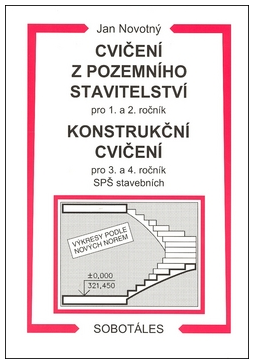 Jan Novotný
CVIČENÍ
Z POZEMNÍHO
STAVITELSTVÍ
pro 1. a 2. ročník
KONSTRUKČNÍ
CVIČENÍ
pro 3. a 4. ročník
SPŠ stavebních
VÝKRESY PODLE
NOVÝCH NOREM
±0,000
321,450
SOBOTÁLES